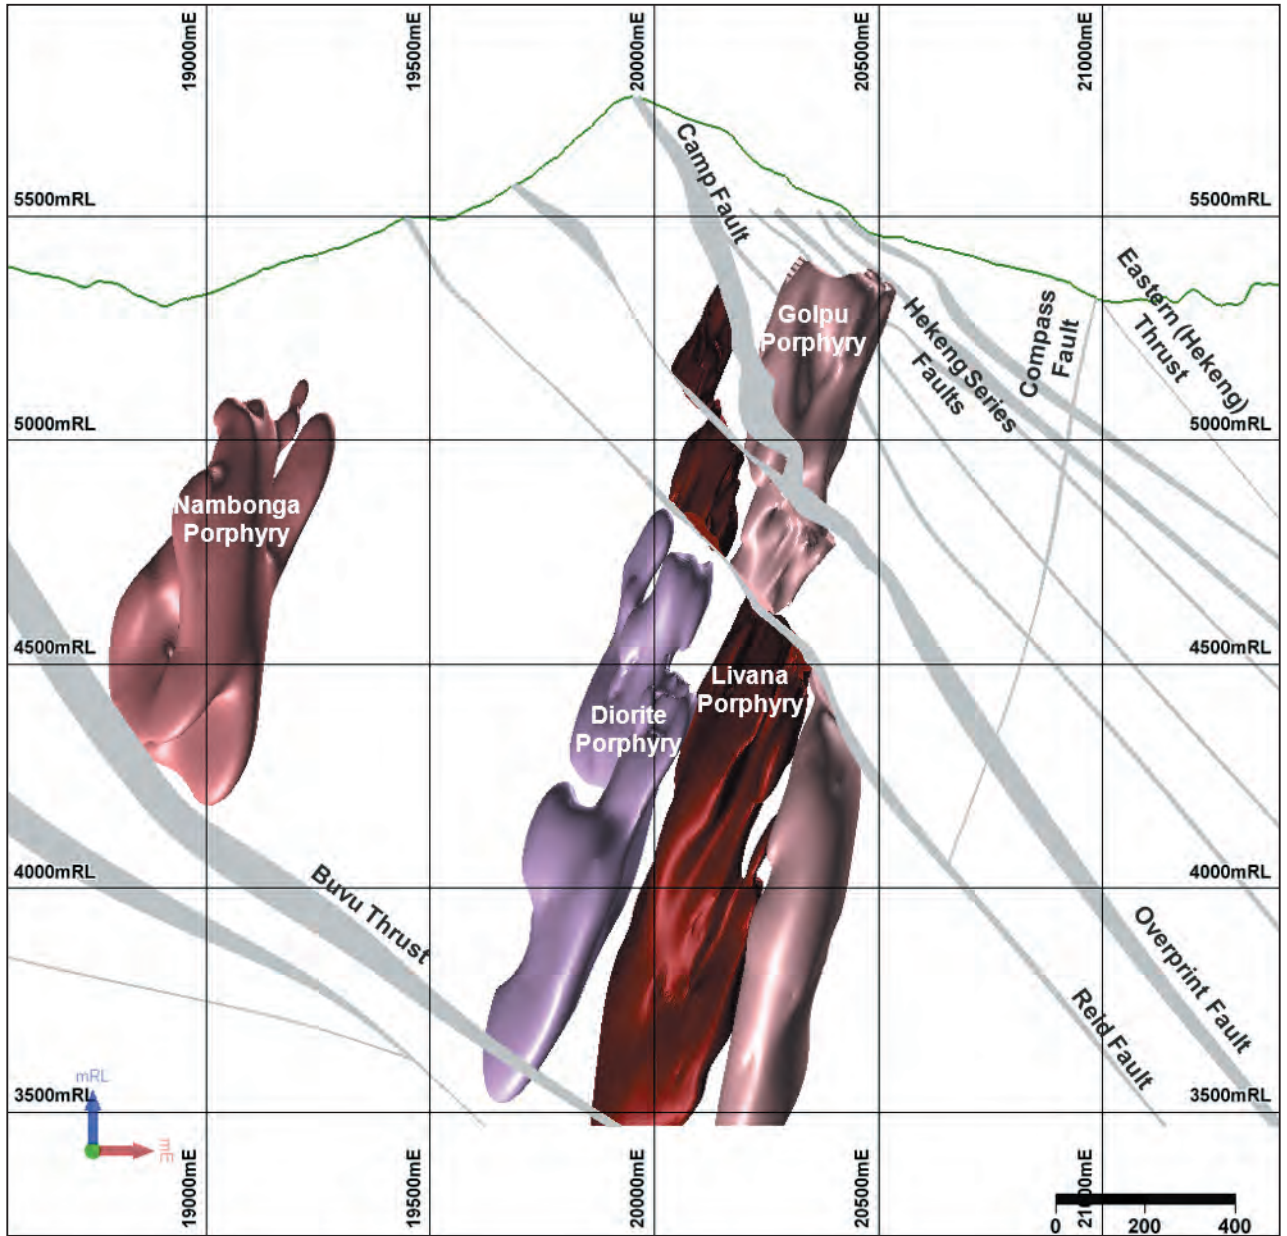 19000mE
19500mE
20000mE
20500mE
21000mE
5500mRL
5500mRL
Camp Fault
Golpu
Porphyry
Hekeng Series
Faults
Compass
Fault
Eastern (Hekeng)
Thrust
5000mRL
5000mRL
Nambonga
Porphyry
4500mRL
4500mRL
Livana
Porphyry
Diorite
Porphyry
4000mRL
4000mRL
Buvu Thrust
Overprint Fault
Reid Fault
mRL
3500mRL
3500mRL
mE
19000mE
19500mE
20000mE
20500mE
21000mE
0 200 400